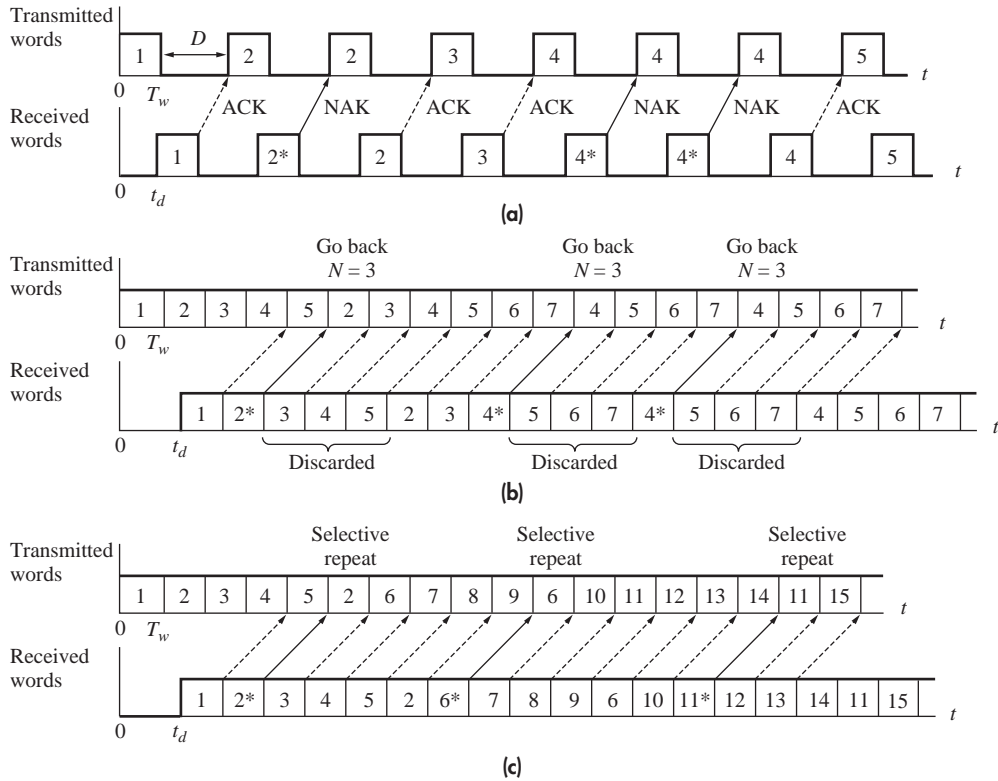 Transmitted
words
1 D 2 2 3 4 4 4 5
t
0 T_w
ACK NAK ACK ACK NAK NAK ACK
Received
words
1 2* 2 3 4* 4* 4 5
t
0 t_d
(a)
Go back
N = 3
Go back
N = 3
Go back
N = 3
Transmitted
words
1 2 3 4 5 2 3 4 5 6 7 4 5 6 7 4 5 6 7
t
0 T_w
Received
words
1 2* 3 4 5 2 3 4* 5 6 7 4* 5 6 7 4 5 6 7
t
0 t_d
Discarded Discarded Discarded
(b)
Selective
repeat
Selective
repeat
Selective
repeat
Transmitted
words
1 2 3 4 5 2 6 7 8 9 6 10 11 12 13 14 11 15
t
0 T_w
Received
words
1 2* 3 4 5 2 6* 7 8 9 6 10 11* 12 13 14 11 15
t
0 t_d
(c)